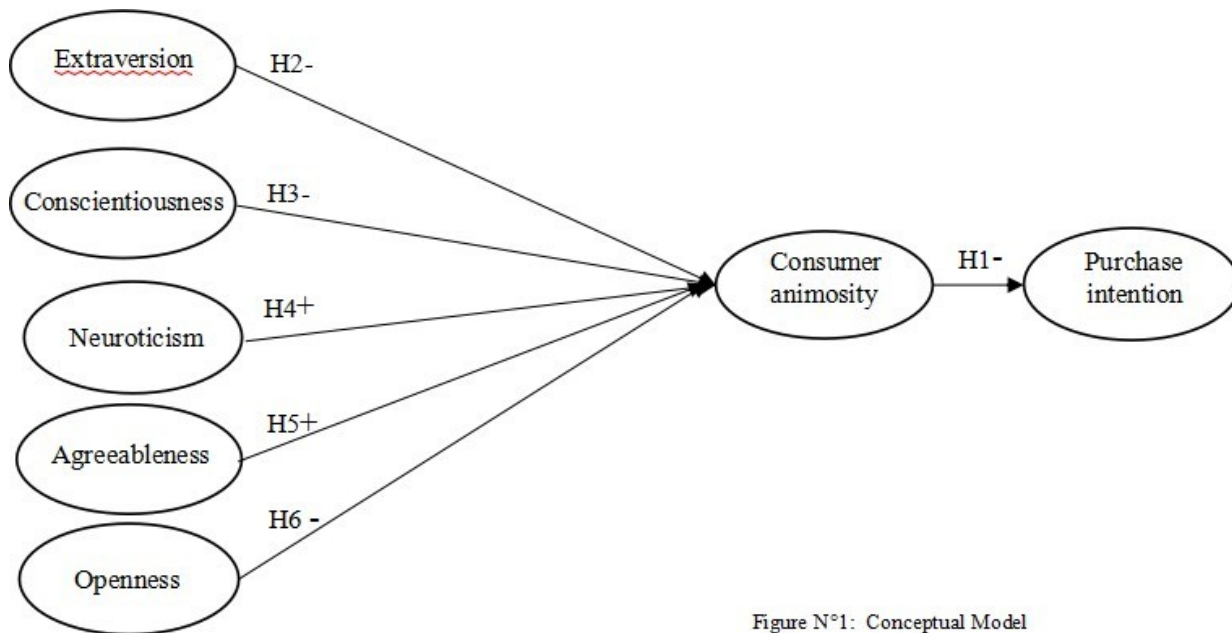 Extraversion
H2-
Conscientiousness
H3-
Neuroticism
H4+
Agreeableness
H5+
Openness
H6 -
Consumer
animosity
H1-
Purchase
intention
Figure N°1: Conceptual Model